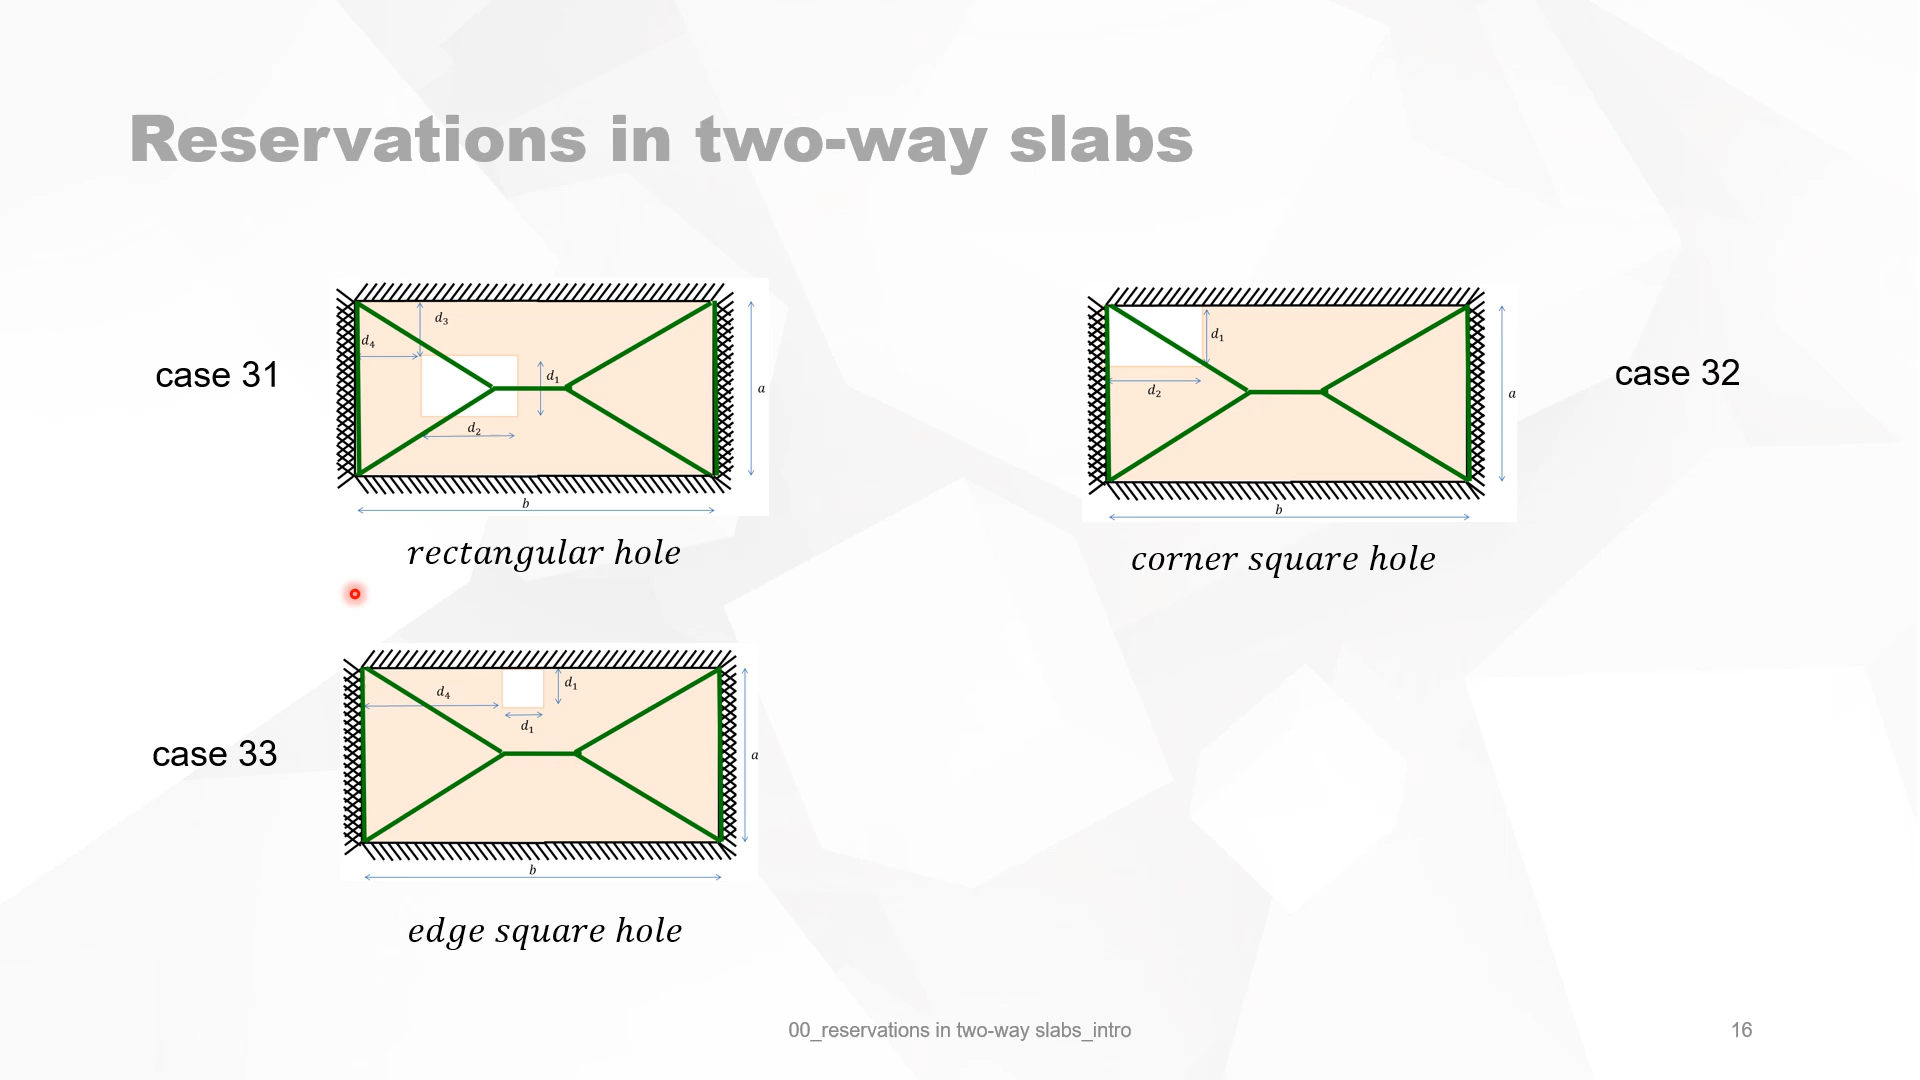 Reservations in two-way slabs
case 31
d₃
d₄
d₁
d₂
a
b
rectangular hole
case 32
d₁
d₂
a
b
corner square hole
case 33
d₄
d₁
d₁
a
b
edge square hole
00_reservations in two-way slabs_intro
16